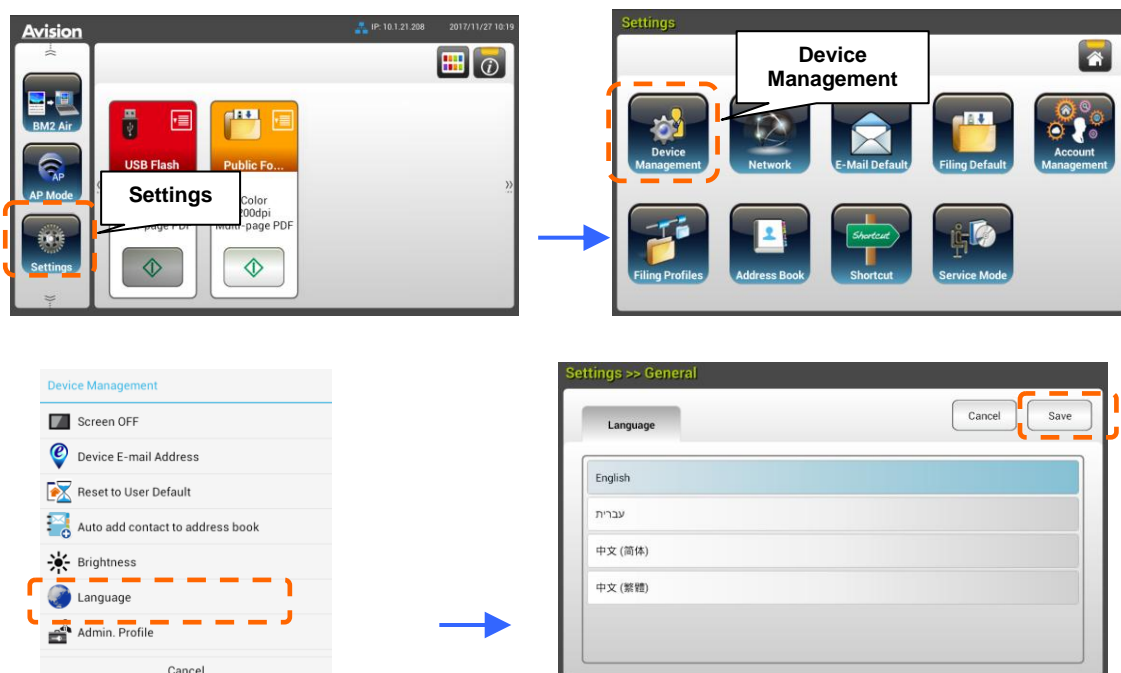 Avision
IP: 10.1.21.208 2017/11/27 10:19
BM2 Air
AP
AP Mode
Settings
USB Flash
Public Fo...
Settings
Color
200dpi
Multi-page PDF
Settings
Device
Management
Device
Management
Network
E-Mail Default
Filing Default
Account
Management
Filing Profiles
Address Book
Shortcut
Shortcut
Service Mode
Device Management
Screen OFF
Device E-mail Address
Reset to User Default
Auto add contact to address book
Brightness
Language
Admin. Profile
Cancel
Settings >> General
Language
Cancel
Save
English
עברית
中文 (简体)
中文 (繁體)